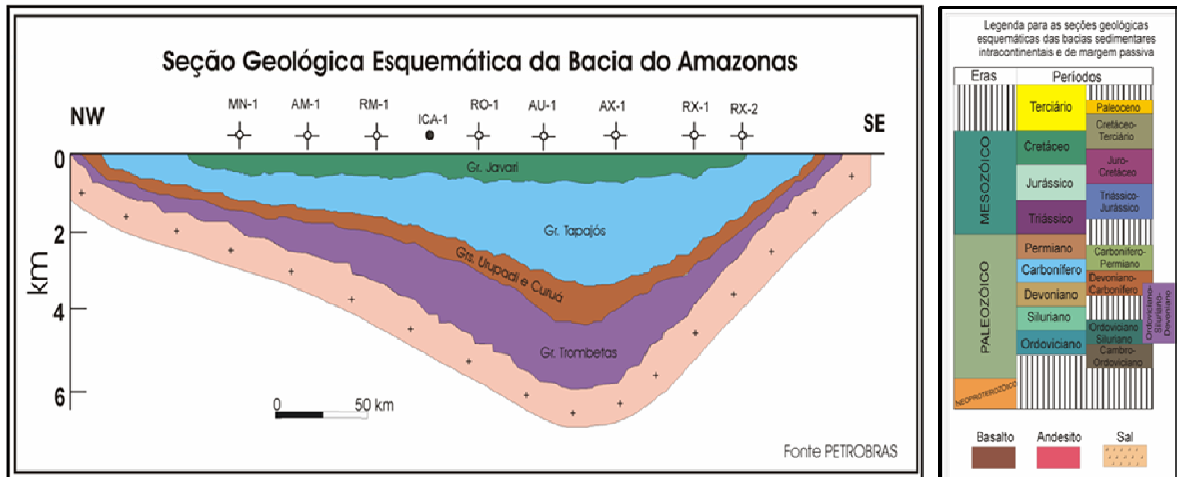 Seção Geológica Esquemática da Bacia do Amazonas
NW
MN-1
AM-1
RM-1
ICA-1
RO-1
AU-1
AX-1
RX-1
RX-2
SE
0
2
4
6
km
Gr. Javari
Gr. Tapajós
Grs. Urupadi e Curuá
Gr. Trombetas
0
50 km
Fonte PETROBRAS
Legenda para as seções geológicas
esquemáticas das bacias sedimentares
intracontinentais e de margem passiva
Eras
Períodos
MESOZÓICO
PALEOZÓICO
NEOPROTEROZÓICO
Terciário
Cretáceo
Jurássico
Triássico
Permiano
Carbonífero
Devoniano
Siluriano
Ordoviciano
Paleoceno
Cretáceo-
Terciário
Juro-
Cretáceo
Triássico-
Jurássico
Carbonífero-
Permiano
Devoniano-
Carbonífero
Ordoviciano
Siluriano
Cambro-
Ordoviciano
Ordoviciano-
Siluriano-
Devoniano
Basalto
Andesito
Sal